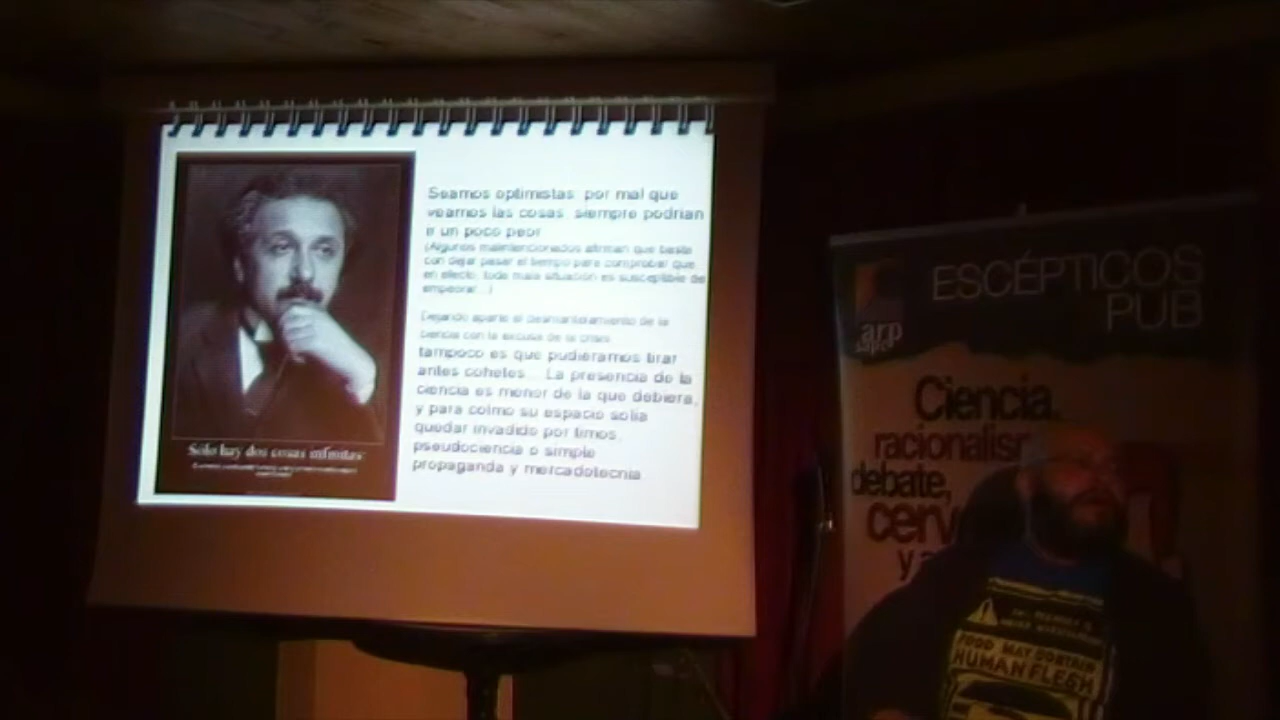 Seamos optimistas: por mal que
veamos las cosas, siempre podrían
ir un poco peor
(Algunos malintencionados afirman que basta
con dejar pasar el tiempo para comprobar que,
en efecto, toda mala situación es susceptible de
empeorar...)
Dejando aparte el desmantelamiento de la
ciencia con la excusa de la crisis
tampoco es que pudiéramos tirar
antes cohetes... La presencia de la
ciencia es menor de la que debiera,
y para colmo su espacio solía
quedar invadido por timos,
pseudociencia o simple
propaganda y mercadotecnia
Sólo hay dos cosas infinitas:
ESCÉPTICOS
PUB
arp
sapc
Ciencia,
racionalis
debate,
cerv
y a
FOOD MAY CONTAIN
HUMAN FLESH